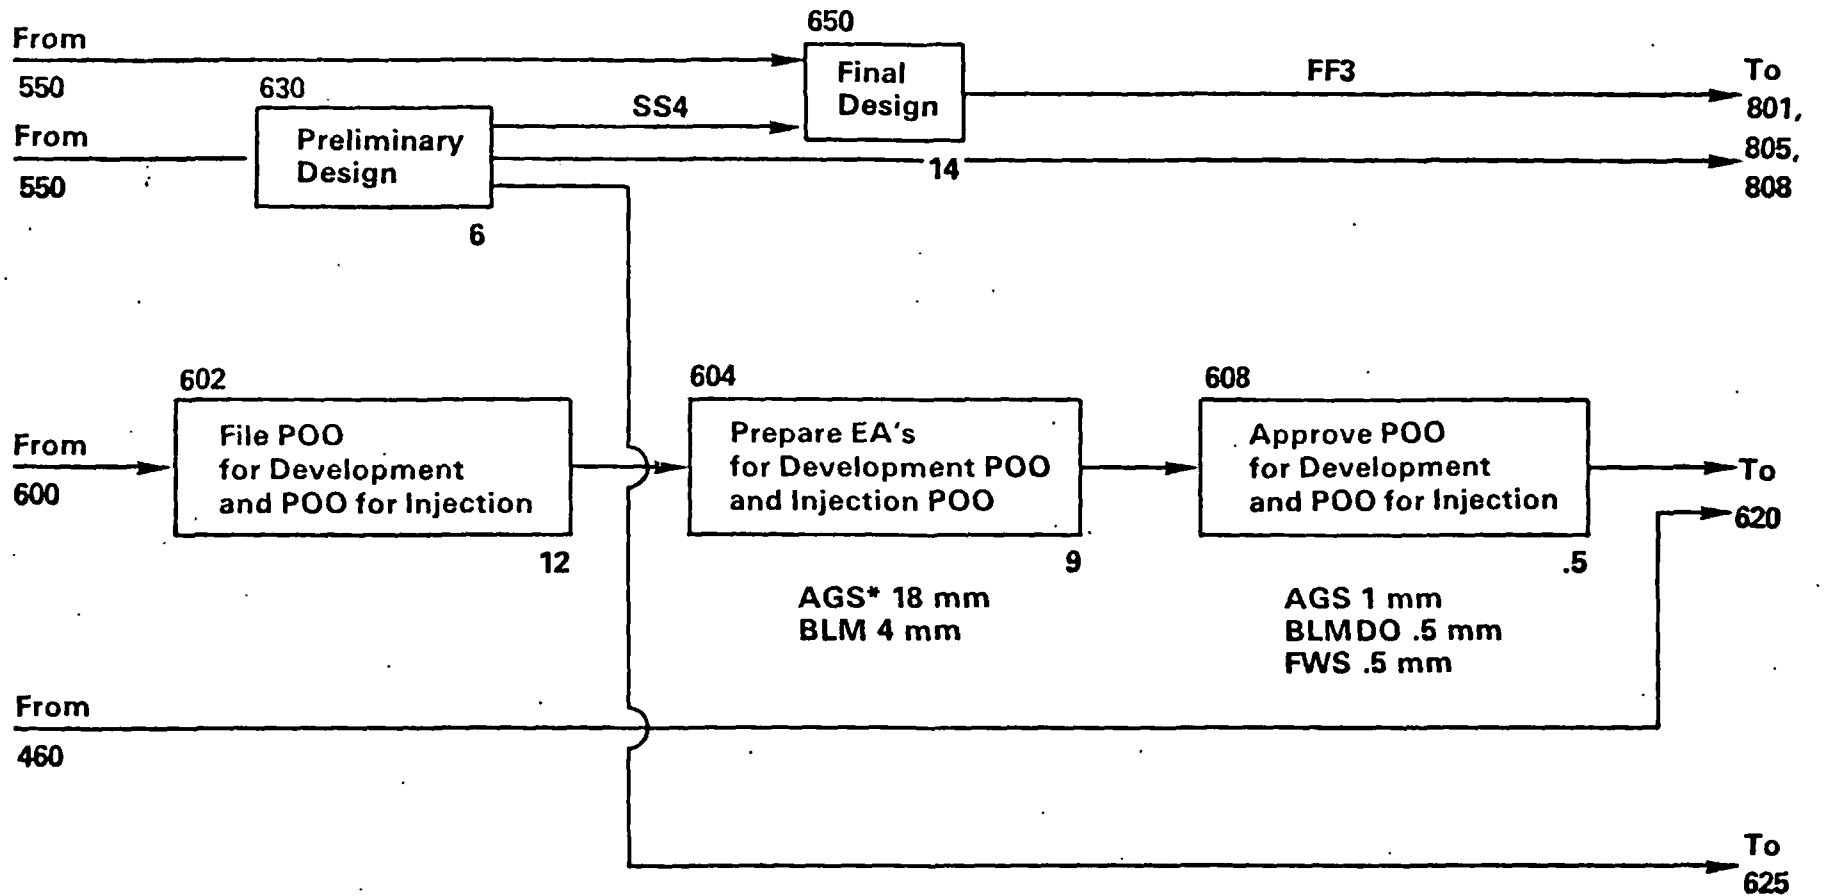 650
From
550
Final
Design
FF3
To
801,
805,
808
630
SS4
From
550
Preliminary
Design
14
6
602
604
608
From
600
File POO
for Development
and POO for Injection
12
Prepare EA's
for Development POO
and Injection POO
9
AGS* 18 mm
BLM 4 mm
Approve POO
for Development
and POO for Injection
.5
AGS 1 mm
BLMDO .5 mm
FWS .5 mm
To
620
From
460
To
625